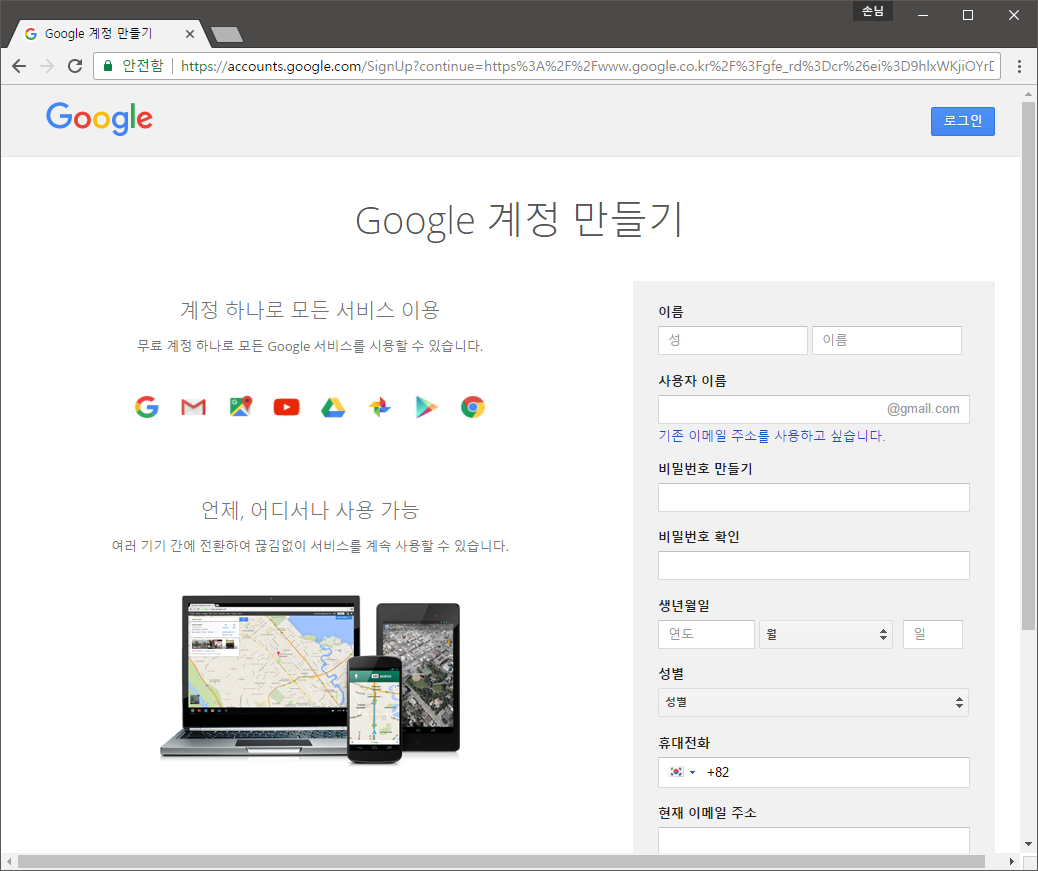 손님
Google 계정 만들기
안전함 https://accounts.google.com/SignUp?continue=https%3A%2F%2Fwww.google.co.kr%2F%3Fgfe_rd%3Dcr%26ei%3D9hlxWKjiOYrD
Google
로그인
Google 계정 만들기
계정 하나로 모든 서비스 이용
무료 계정 하나로 모든 Google 서비스를 시용할 수 있습니다.
언제, 어디서나 사용 가능
여러 기기 간에 전환하여 끊김없이 서비스를 계속 사용할 수 있습니다.
이름
성 이름
사용자 이름
@gmail.com
기존 이메일 주소를 사용하고 싶습니다.
비밀번호 만들기
비밀번호 확인
생년월일
연도 월 일
성별
성별
휴대전화
+82
현재 이메일 주소